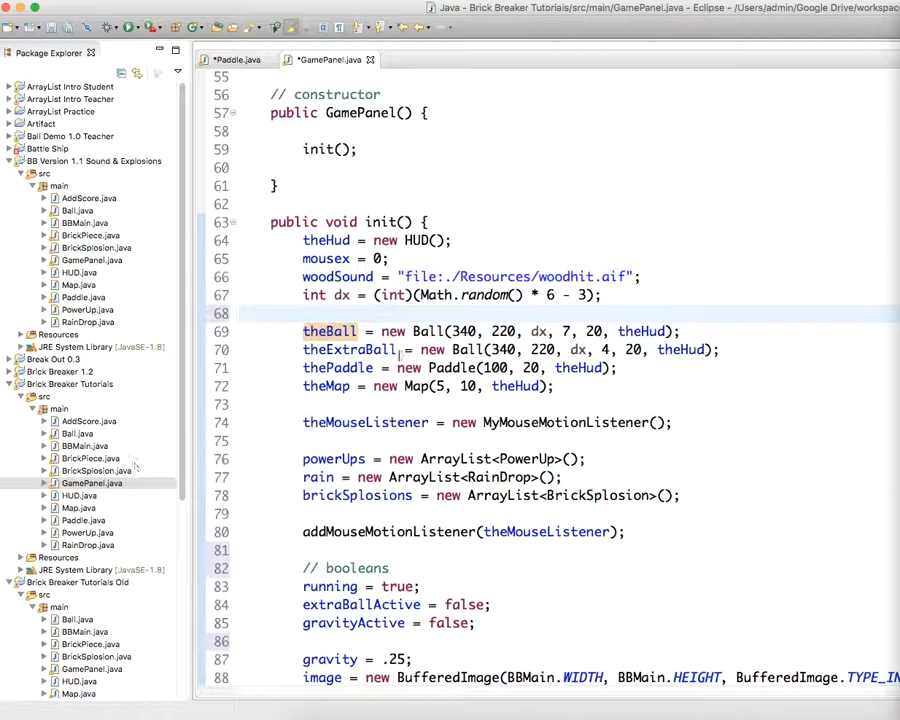 Java - Brick Breaker Tutorials/src/main/GamePanel.java - Eclipse - /Users/admin/Google Drive/workspac
Package Explorer
*Paddle.java
*GamePanel.java
ArrayList Intro Student
ArrayList Intro Teacher
ArrayList Practice
Artifact
Ball Demo 1.0 Teacher
Battle Ship
BB Version 1.1 Sound & Explosions
src
main
AddScore.java
Ball.java
BBMain.java
BrickPiece.java
BrickSplosion.java
GamePanel.java
HUD.java
Map.java
Paddle.java
PowerUp.java
RainDrop.java
Resources
JRE System Library [JavaSE-1.8]
Break Out 0.3
Brick Breaker 1.2
Brick Breaker Tutorials
src
main
AddScore.java
Ball.java
BBMain.java
BrickPiece.java
BrickSplosion.java
GamePanel.java
HUD.java
Map.java
Paddle.java
PowerUp.java
RainDrop.java
Resources
JRE System Library [JavaSE-1.8]
Brick Breaker Tutorials Old
src
main
Ball.java
BBMain.java
BrickPiece.java
BrickSplosion.java
GamePanel.java
HUD.java
Map.java
55
56 // constructor
57 public GamePanel() {
58
59 init();
60
61 }
62
63 public void init() {
64 theHud = new HUD();
65 mousex = 0;
66 woodSound = "file:./Resources/woodhit.aif";
67 int dx = (int)(Math.random() * 6 - 3);
68
69 theBall = new Ball(340, 220, dx, 7, 20, theHud);
70 theExtraBall = new Ball(340, 220, dx, 4, 20, theHud);
71 thePaddle = new Paddle(100, 20, theHud);
72 theMap = new Map(5, 10, theHud);
73
74 theMouseListener = new MyMouseMotionListener();
75
76 powerUps = new ArrayList<PowerUp>();
77 rain = new ArrayList<RainDrop>();
78 brickSplosions = new ArrayList<BrickSplosion>();
79
80 addMouseMotionListener(theMouseListener);
81
82 // booleans
83 running = true;
84 extraBallActive = false;
85 gravityActive = false;
86
87 gravity = .25;
88 image = new BufferedImage(BBMain.WIDTH, BBMain.HEIGHT, BufferedImage.TYPE_IN